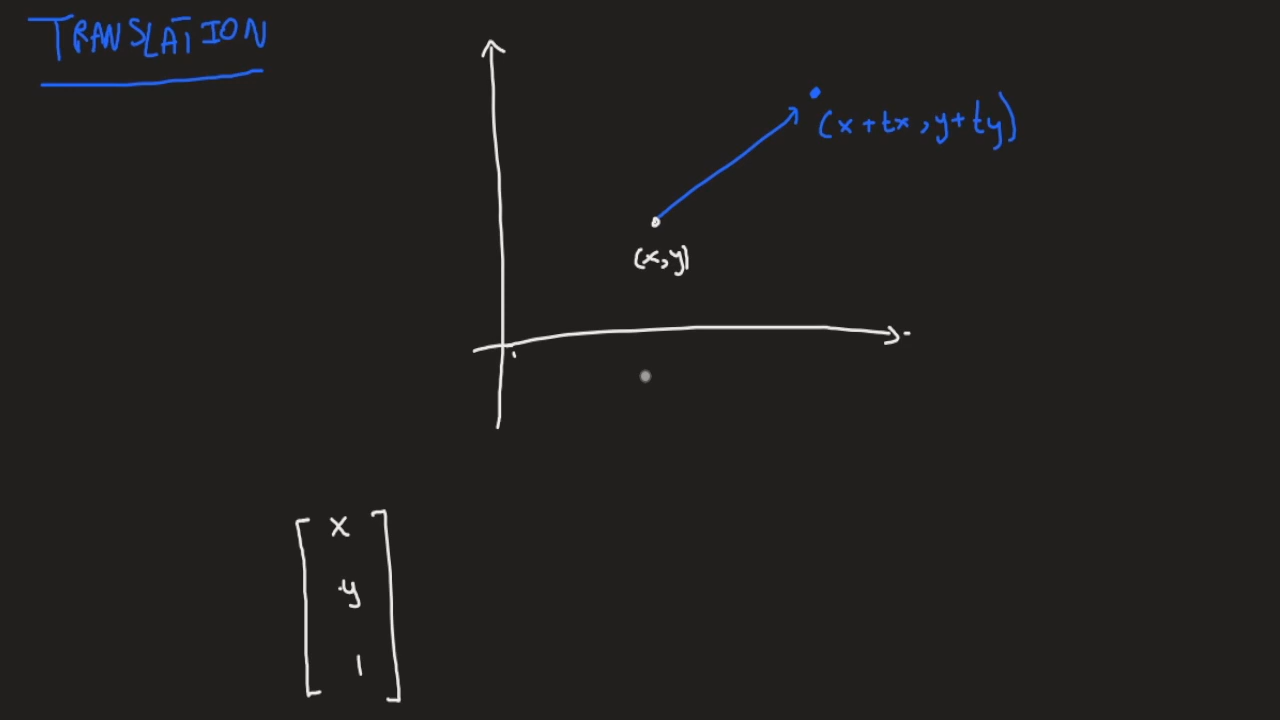 TRANSLATION
(x+tx, y+ty)
(x,y)
x
y
1